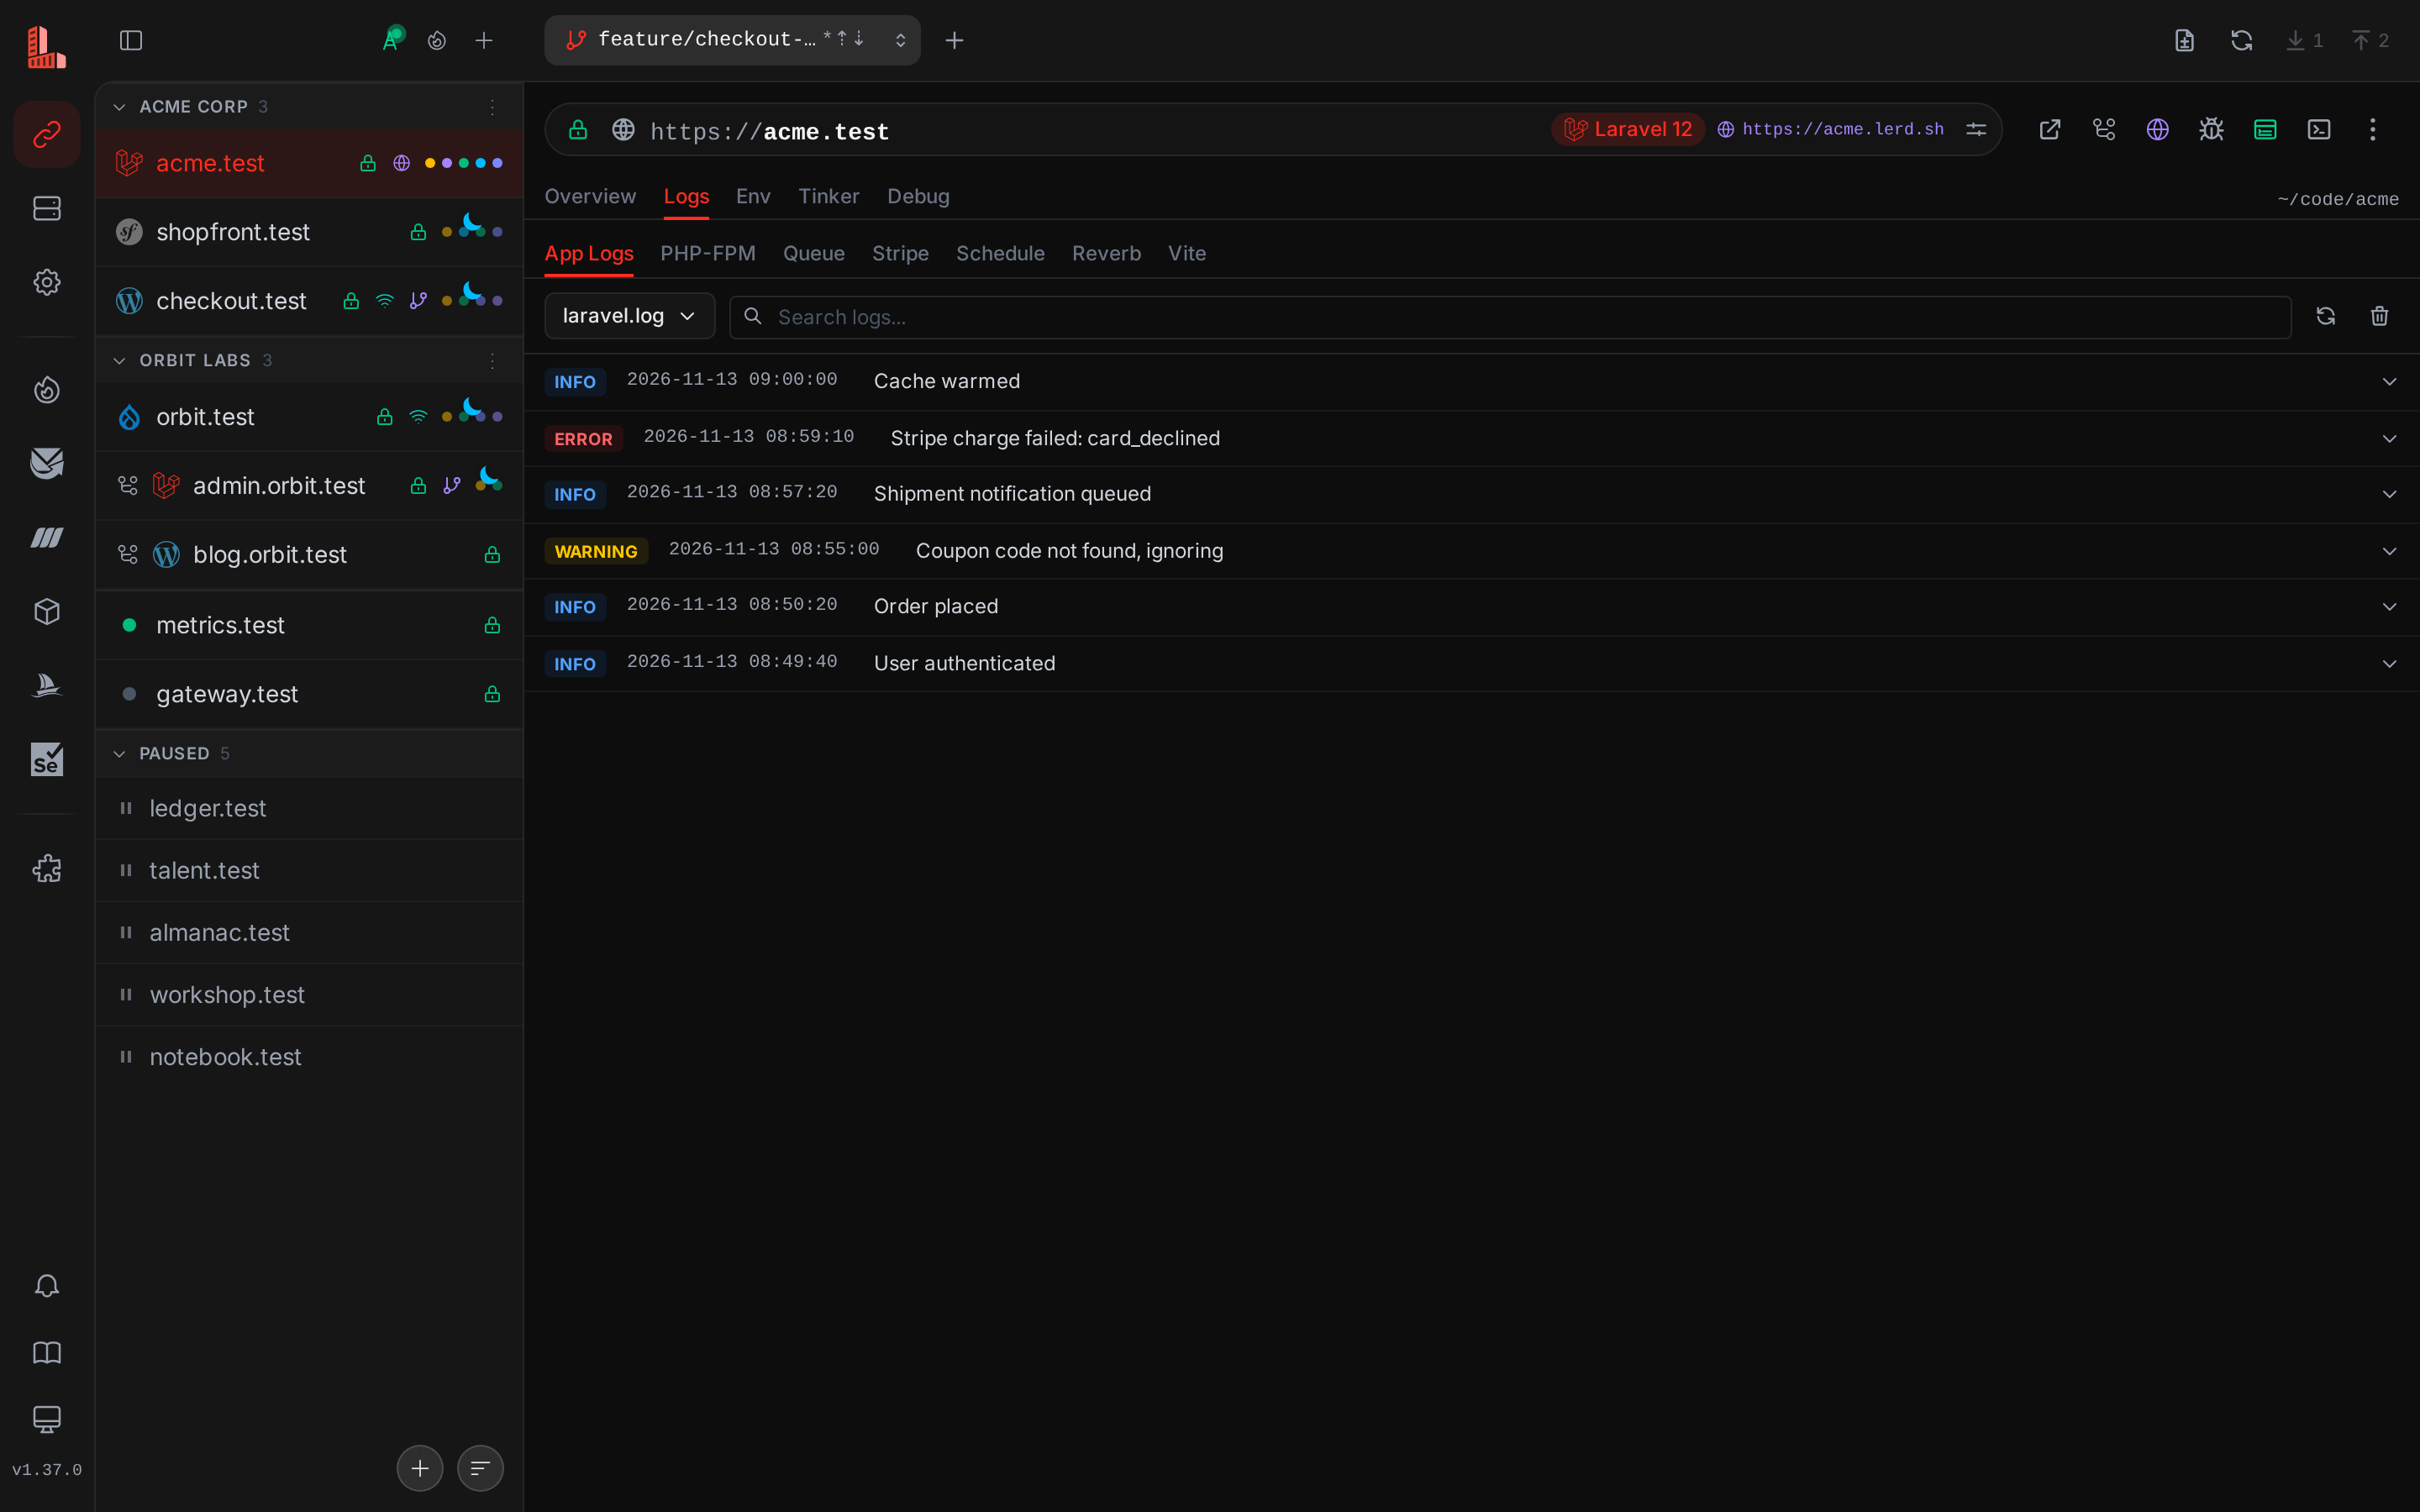 feature/checkout-… *↑↓
1
2
ACME CORP 3
acme.test
shopfront.test
checkout.test
ORBIT LABS 3
orbit.test
admin.orbit.test
blog.orbit.test
metrics.test
gateway.test
PAUSED 5
ledger.test
talent.test
almanac.test
workshop.test
notebook.test
Se
v1.37.0
https://acme.test
Laravel 12
https://acme.lerd.sh
Overview Logs Env Tinker Debug
~/code/acme
App Logs PHP-FPM Queue Stripe Schedule Reverb Vite
laravel.log
Search logs...
INFO 2026-11-13 09:00:00 Cache warmed
ERROR 2026-11-13 08:59:10 Stripe charge failed: card_declined
INFO 2026-11-13 08:57:20 Shipment notification queued
WARNING 2026-11-13 08:55:00 Coupon code not found, ignoring
INFO 2026-11-13 08:50:20 Order placed
INFO 2026-11-13 08:49:40 User authenticated